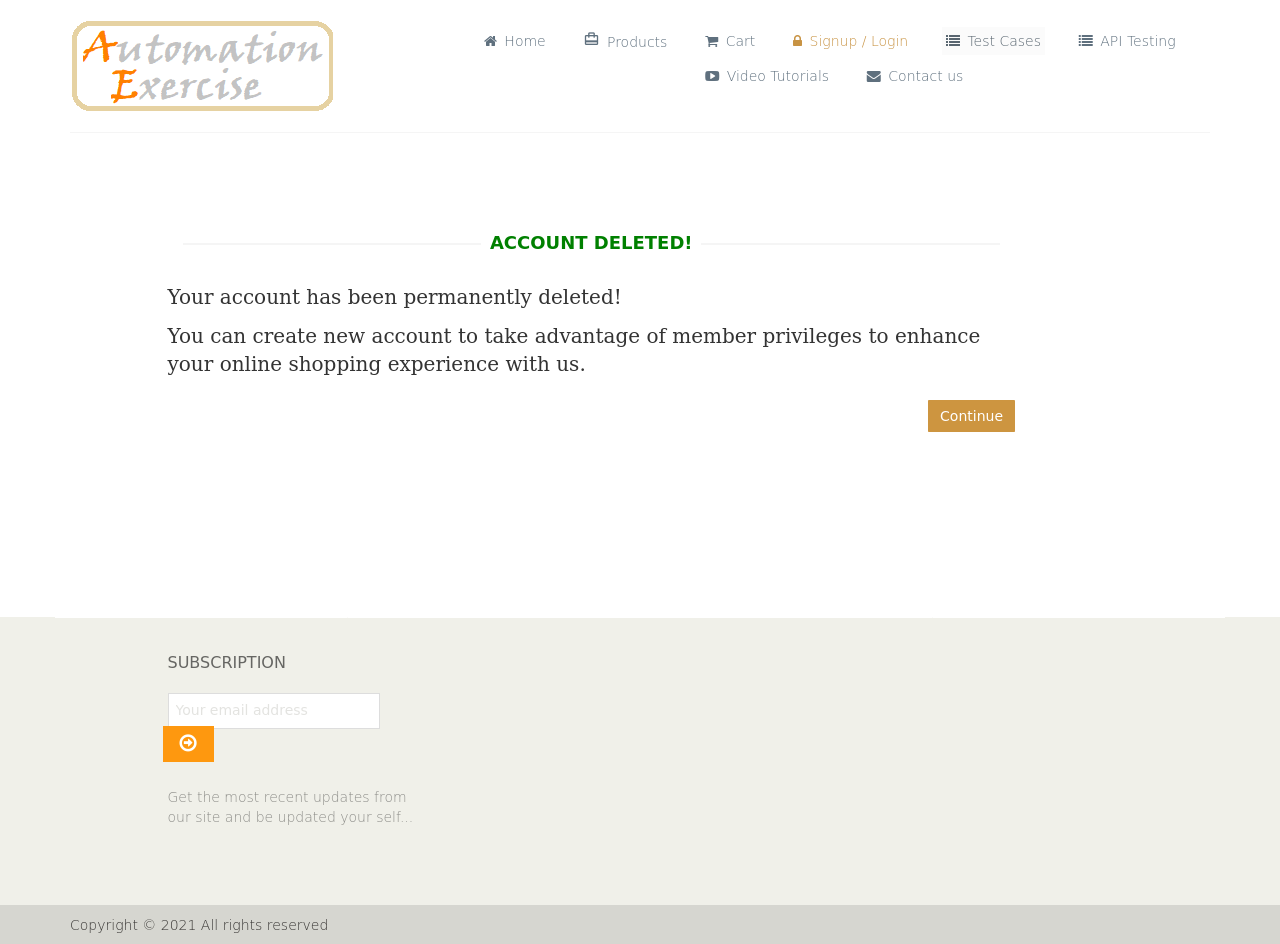 Automation
Exercise
Home
Products
Cart
Signup / Login
Test Cases
API Testing
Video Tutorials
Contact us
ACCOUNT DELETED!
Your account has been permanently deleted!
You can create new account to take advantage of member privileges to enhance
your online shopping experience with us.
Continue
SUBSCRIPTION
Your email address
Get the most recent updates from
our site and be updated your self...
Copyright © 2021 All rights reserved